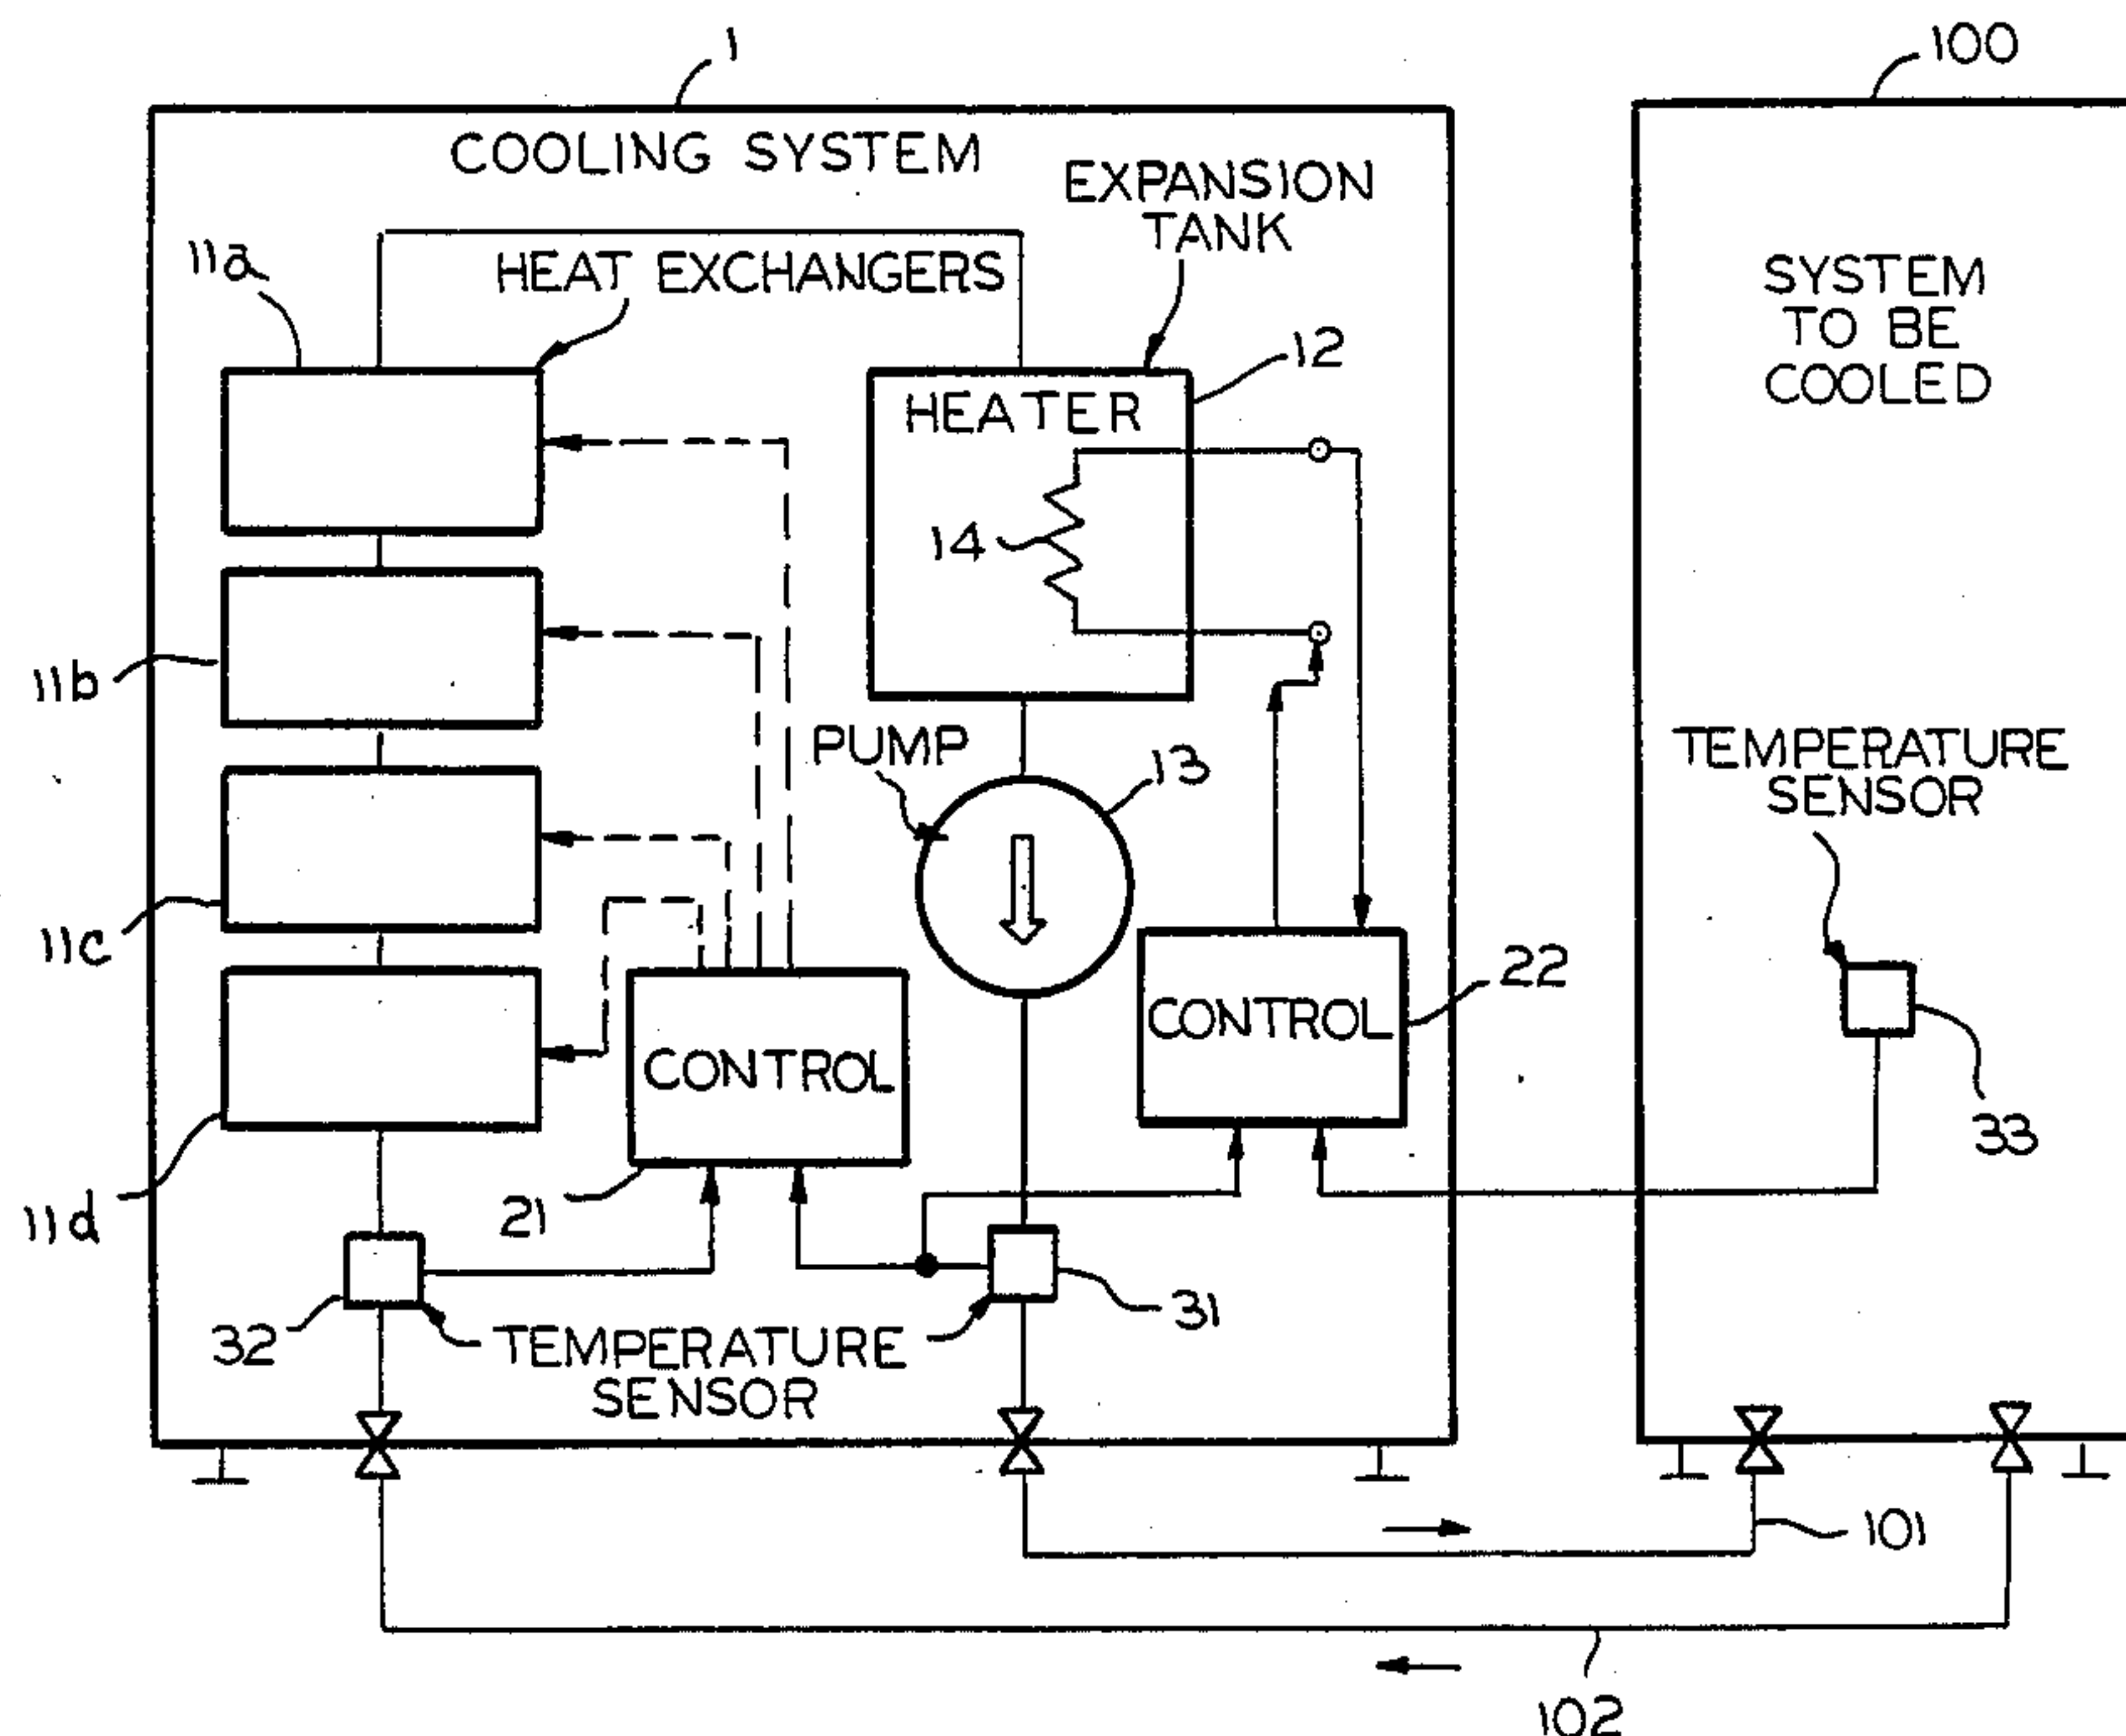 1
100
COOLING SYSTEM
EXPANSION
TANK
11a
HEAT EXCHANGERS
SYSTEM
TO BE
COOLED
12
HEATER
14
11b
PUMP
13
TEMPERATURE
SENSOR
11c
22
CONTROL
CONTROL
33
11d
21
31
32
TEMPERATURE
SENSOR
101
102